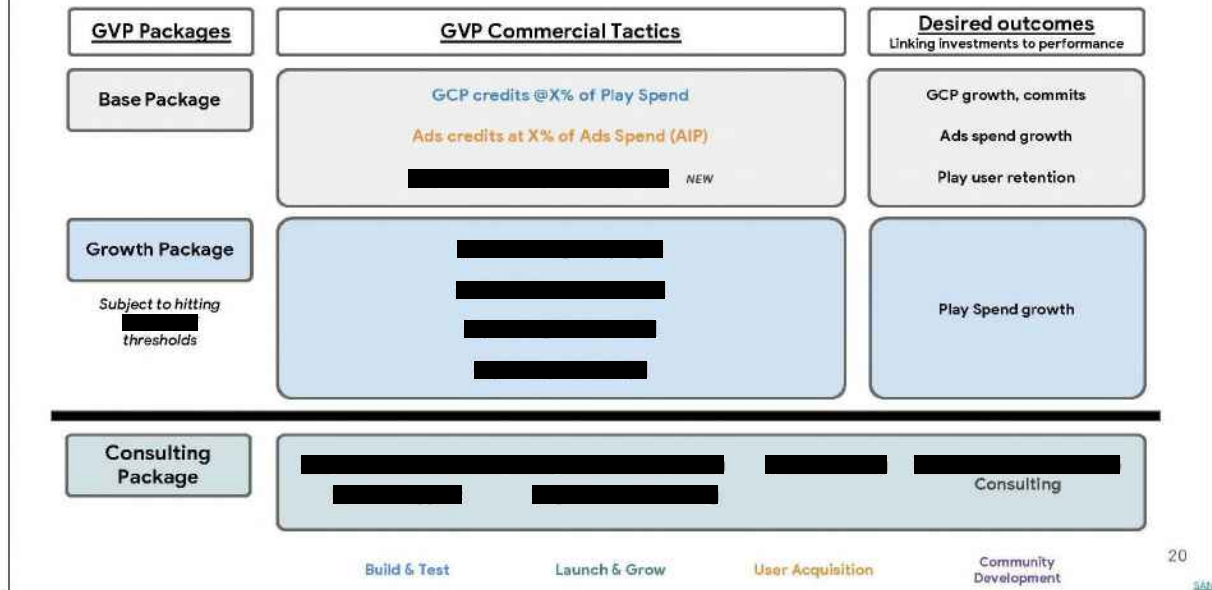 GVP Packages
GVP Commercial Tactics
Desired outcomes
Linking investments to performance
Base Package
GCP credits @X% of Play Spend
Ads credits at X% of Ads Spend (AIP)
NEW
GCP growth, commits
Ads spend growth
Play user retention
Growth Package
Subject to hitting
thresholds
Play Spend growth
Consulting
Package
Consulting
Build & Test
Launch & Grow
User Acquisition
Community
Development
20